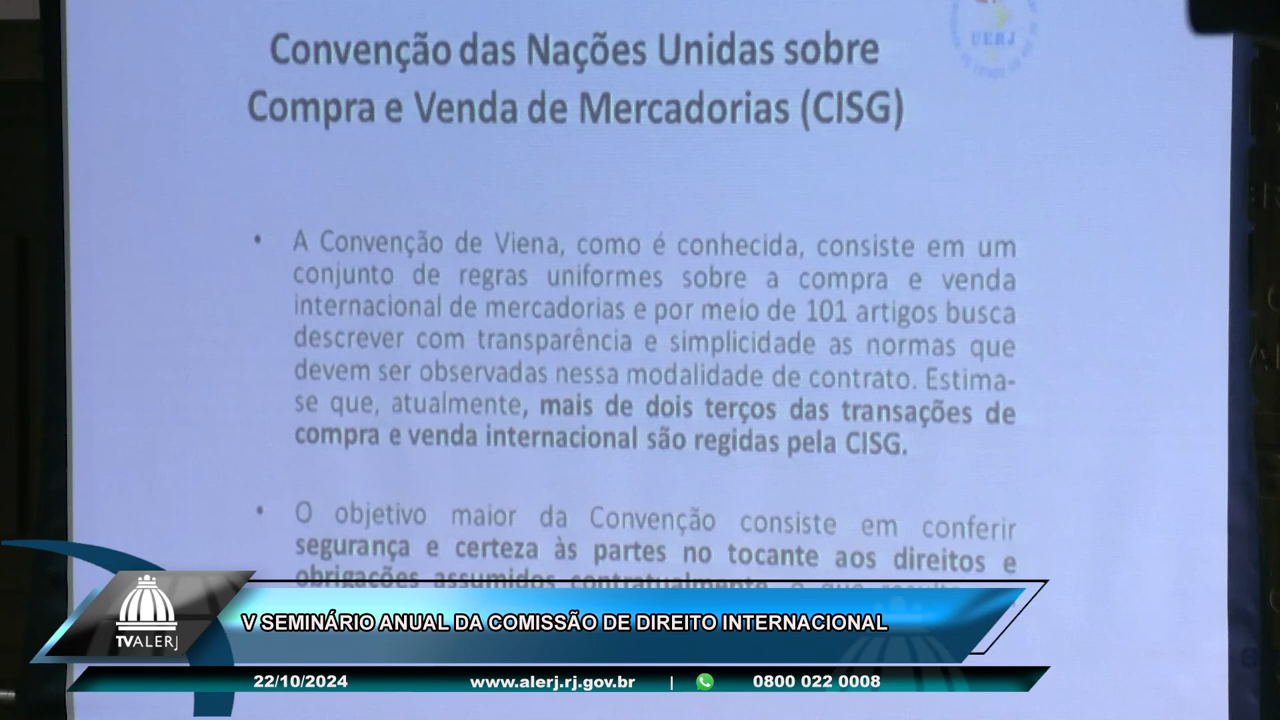 UERJ
Convenção das Nações Unidas sobre
Compra e Venda de Mercadorias (CISG)
• A Convenção de Viena, como é conhecida, consiste em um
conjunto de regras uniformes sobre a compra e venda
internacional de mercadorias e por meio de 101 artigos busca
descrever com transparência e simplicidade as normas que
devem ser observadas nessa modalidade de contrato. Estima-
se que, atualmente, mais de dois terços das transações de
compra e venda internacional são regidas pela CISG.
• O objetivo maior da Convenção consiste em conferir
segurança e certeza às partes no tocante aos direitos e
obrigações assumidos contratualmente, o que
V SEMINÁRIO ANUAL DA COMISSÃO DE DIREITO INTERNACIONAL
TVALERJ
22/10/2024 www.alerj.rj.gov.br | 0800 022 0008